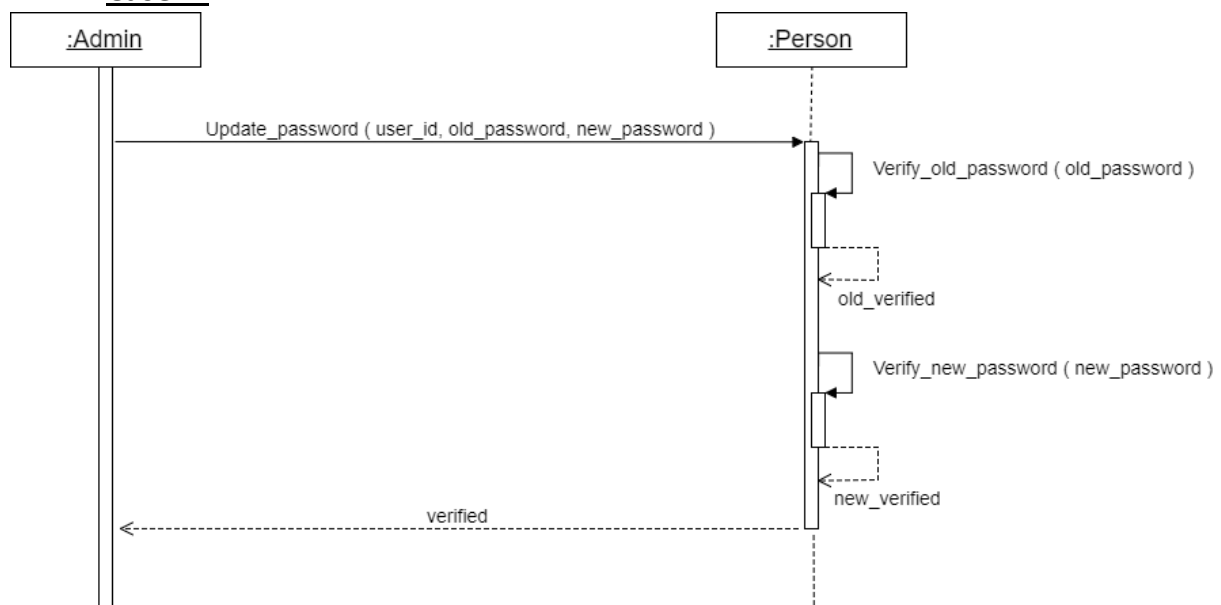 :Admin
:Person
Update_password ( user_id, old_password, new_password )
Verify_old_password ( old_password )
old_verified
Verify_new_password ( new_password )
new_verified
verified